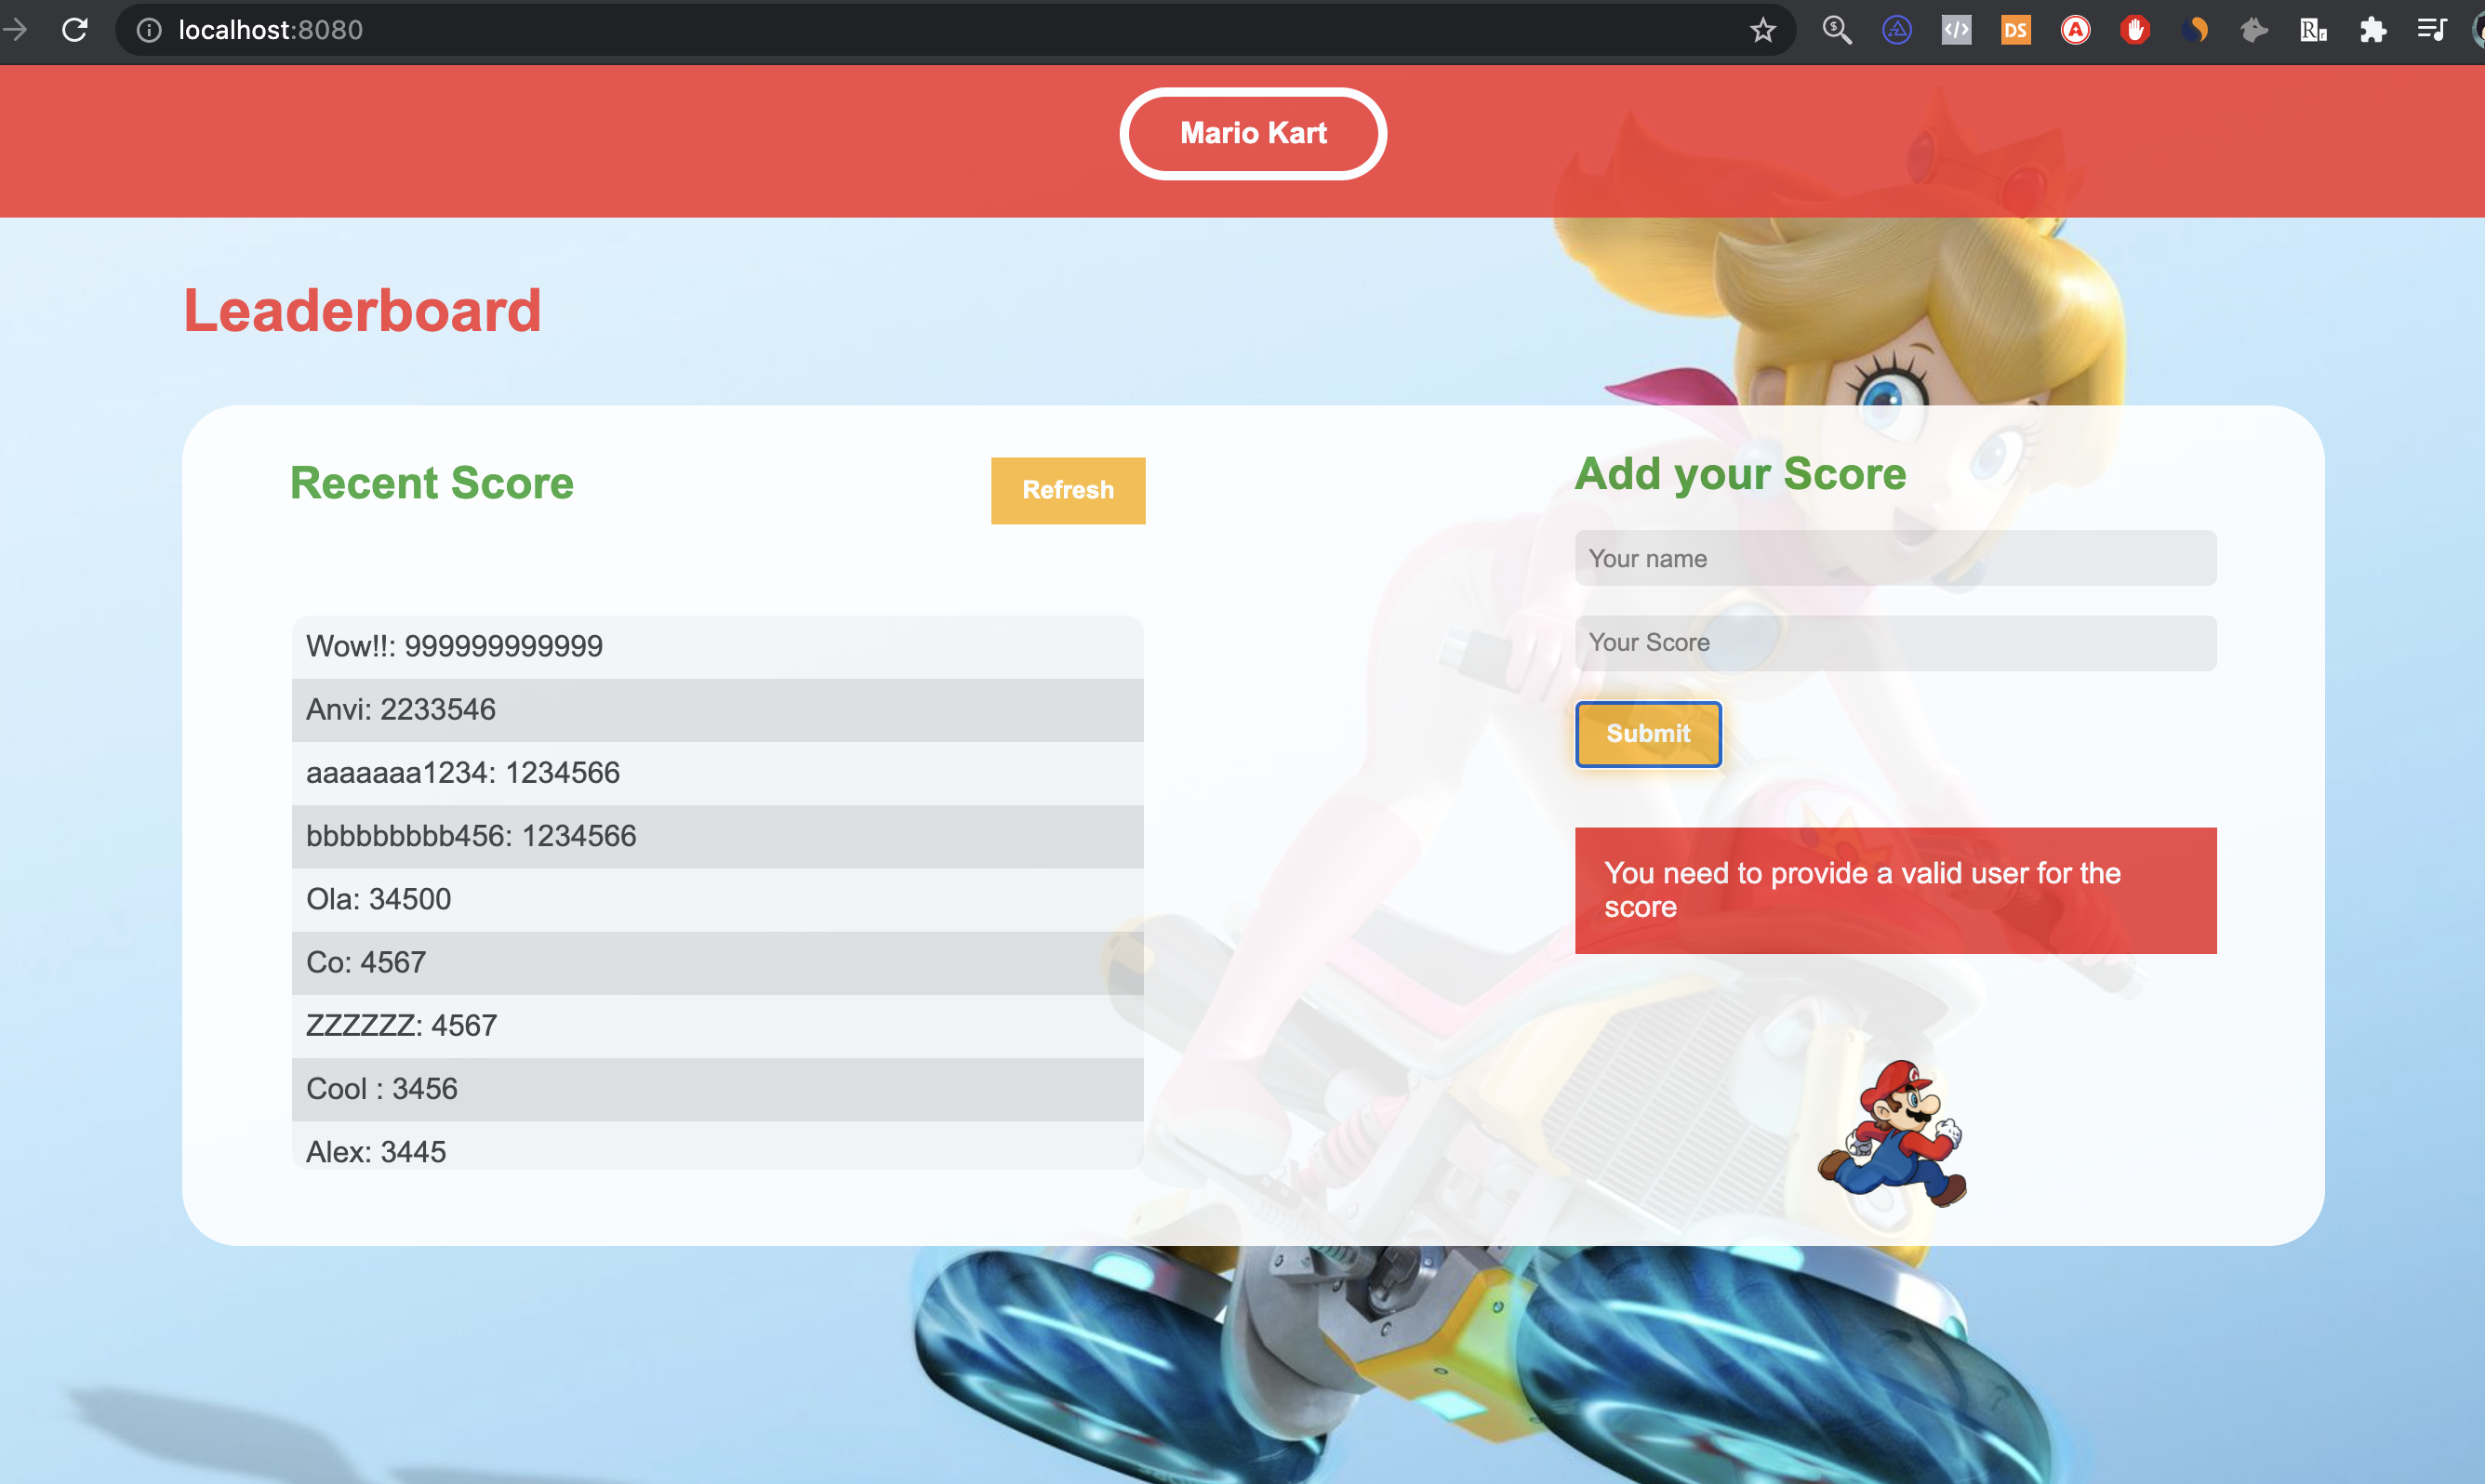 localhost:8080
DS
Mario Kart
Leaderboard
Recent Score
Refresh
Wow!!: 999999999999
Anvi: 2233546
aaaaaaa1234: 1234566
bbbbbbbbb456: 1234566
Ola: 34500
Co: 4567
ZZZZZZ: 4567
Cool : 3456
Alex: 3445
Add your Score
Your name
Your Score
Submit
You need to provide a valid user for the
score